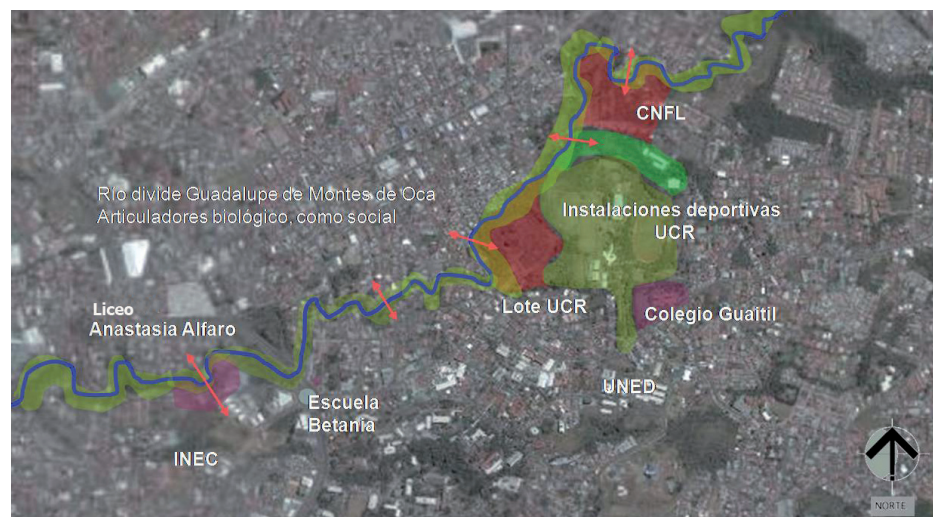 CNFL
Río divide Guadalupe de Montes de Oca
Articuladores biológico, como social
Instalaciones deportivas
UCR
Liceo
Anastasia Alfaro
Lote UCR
Colegio Guaitil
UNED
Escuela
Betania
INEC
NORTE